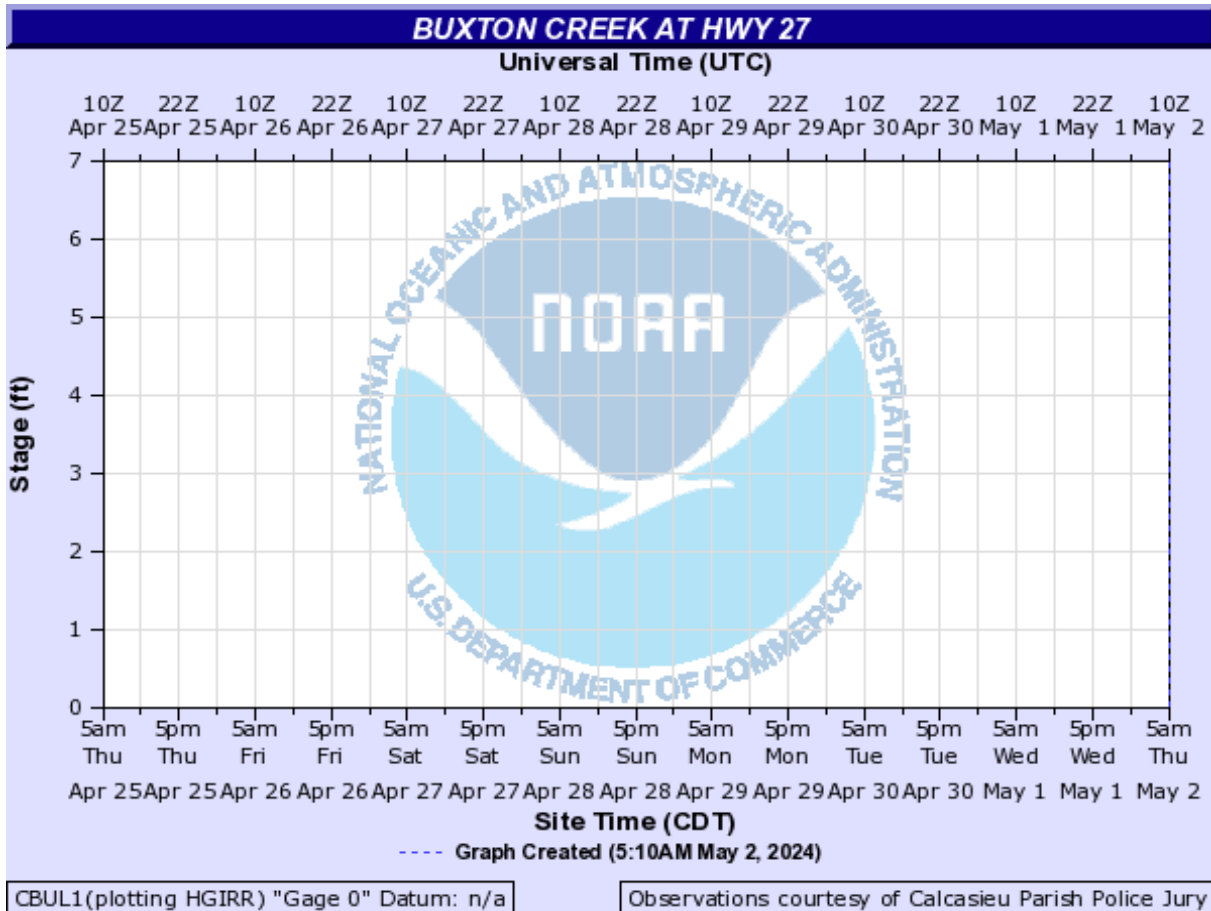 BUXTON CREEK AT HWY 27
Universal Time (UTC)
10Z 22Z 10Z 22Z 10Z 22Z 10Z 22Z 10Z 22Z 10Z 22Z 10Z 22Z 10Z
Apr 25 Apr 25 Apr 26 Apr 26 Apr 27 Apr 27 Apr 28 Apr 28 Apr 29 Apr 29 Apr 30 Apr 30 May 1 May 1 May 2
7
6
5
4
3
2
1
0
Stage (ft)
NATIONAL OCEANIC AND ATMOSPHERIC ADMINISTRATION
NOAA
U.S. DEPARTMENT OF COMMERCE
5am 5pm 5am 5pm 5am 5pm 5am 5pm 5am 5pm 5am 5pm 5am 5pm 5am
Thu Thu Fri Fri Sat Sat Sun Sun Mon Mon Tue Tue Wed Wed Thu
Apr 25 Apr 25 Apr 26 Apr 26 Apr 27 Apr 27 Apr 28 Apr 28 Apr 29 Apr 29 Apr 30 Apr 30 May 1 May 1 May 2
Site Time (CDT)
---- Graph Created (5:10AM May 2, 2024)
CBUL1(plotting HGIRR) "Gage 0" Datum: n/a
Observations courtesy of Calcasieu Parish Police Jury